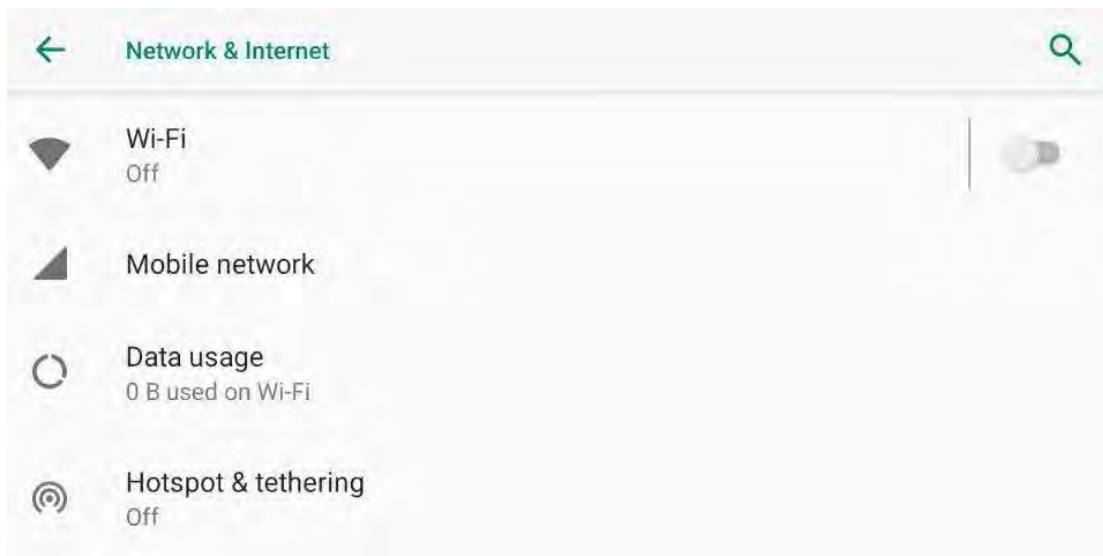 Network & Internet
Wi-Fi
Off
Mobile network
Data usage
0 B used on Wi-Fi
Hotspot & tethering
Off